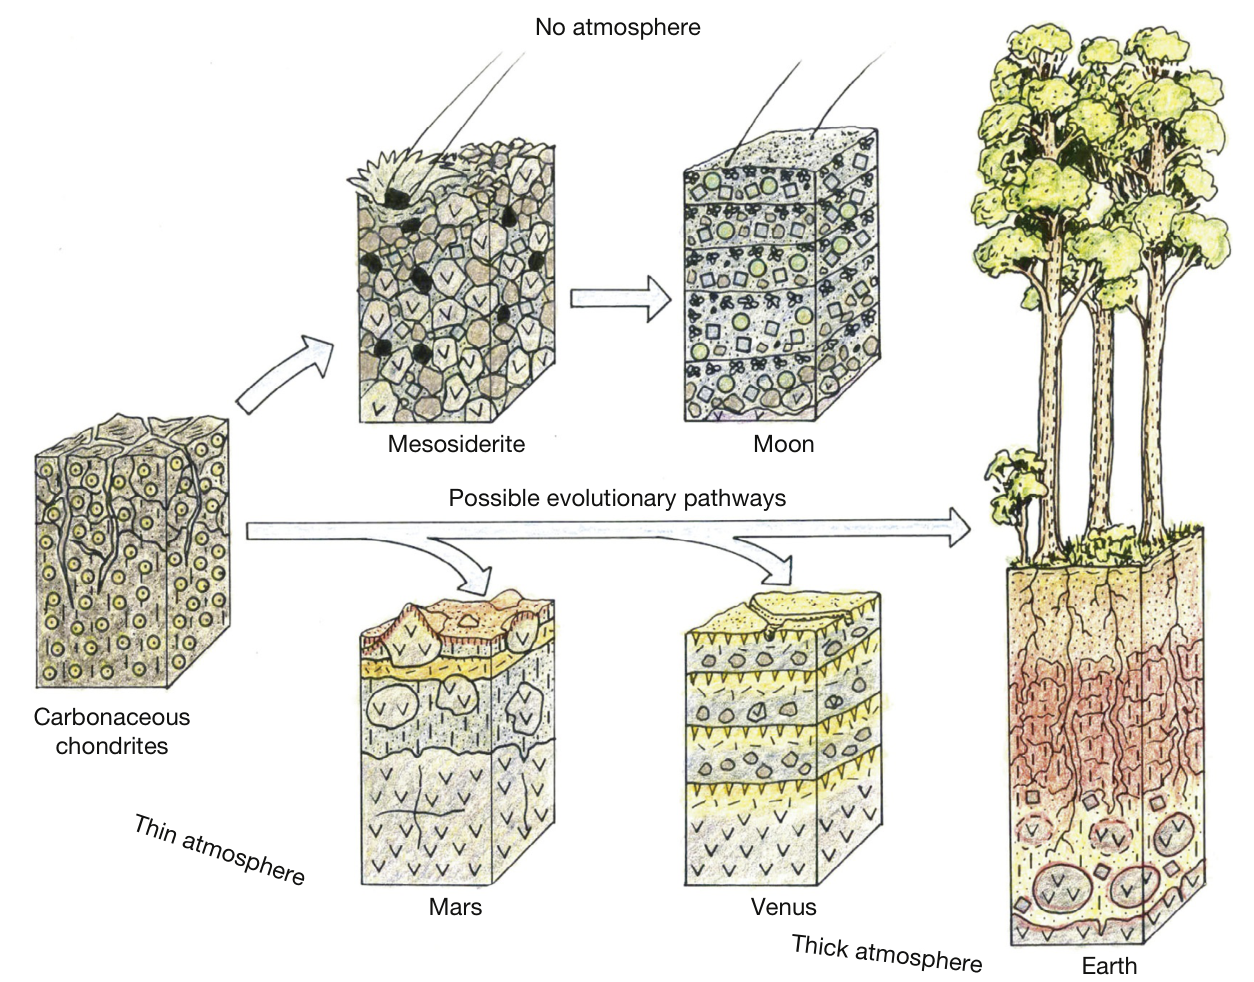 No atmosphere
Mesosiderite
Moon
Possible evolutionary pathways
Carbonaceous
chondrites
Thin atmosphere
Mars
Venus
Thick atmosphere
Earth